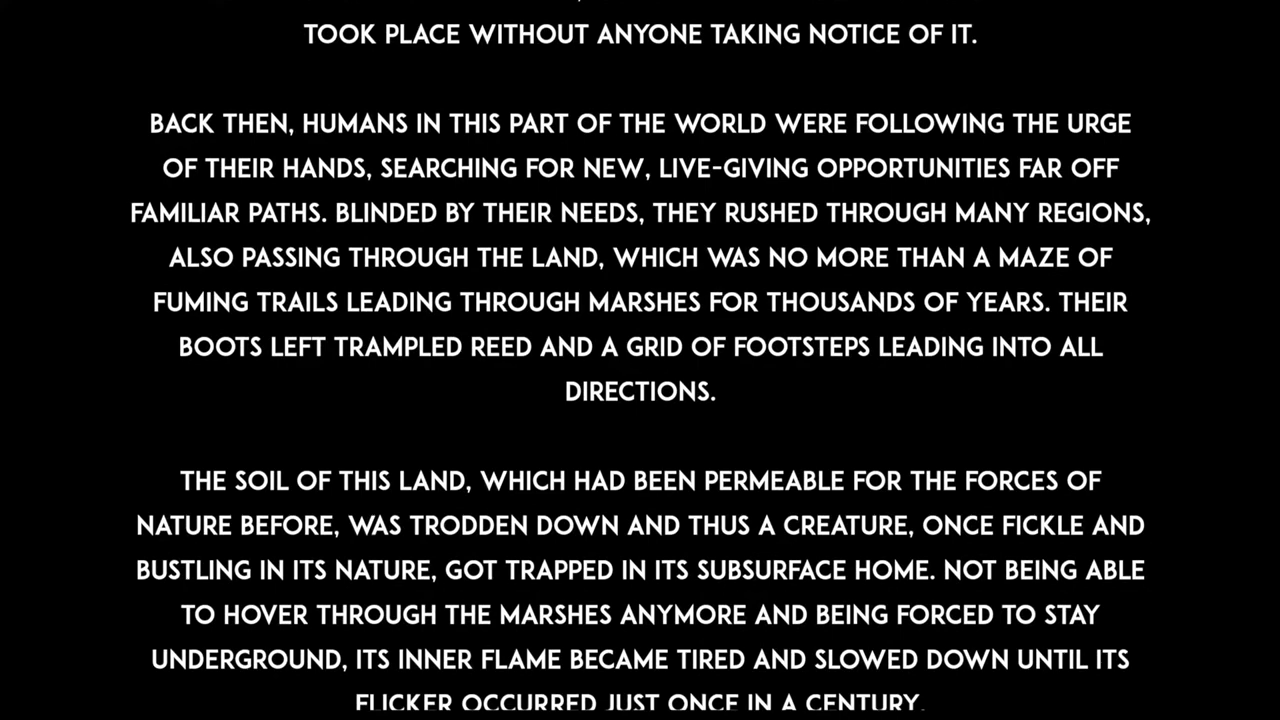 TOOK PLACE WITHOUT ANYONE TAKING NOTICE OF IT.
BACK THEN, HUMANS IN THIS PART OF THE WORLD WERE FOLLOWING THE URGE
OF THEIR HANDS, SEARCHING FOR NEW, LIVE-GIVING OPPORTUNITIES FAR OFF
FAMILIAR PATHS. BLINDED BY THEIR NEEDS, THEY RUSHED THROUGH MANY REGIONS,
ALSO PASSING THROUGH THE LAND, WHICH WAS NO MORE THAN A MAZE OF
FUMING TRAILS LEADING THROUGH MARSHES FOR THOUSANDS OF YEARS. THEIR
BOOTS LEFT TRAMPLED REED AND A GRID OF FOOTSTEPS LEADING INTO ALL
DIRECTIONS.
THE SOIL OF THIS LAND, WHICH HAD BEEN PERMEABLE FOR THE FORCES OF
NATURE BEFORE, WAS TRODDEN DOWN AND THUS A CREATURE, ONCE FICKLE AND
BUSTLING IN ITS NATURE, GOT TRAPPED IN ITS SUBSURFACE HOME. NOT BEING ABLE
TO HOVER THROUGH THE MARSHES ANYMORE AND BEING FORCED TO STAY
UNDERGROUND, ITS INNER FLAME BECAME TIRED AND SLOWED DOWN UNTIL ITS
FLICKER OCCURRED JUST ONCE IN A CENTURY.